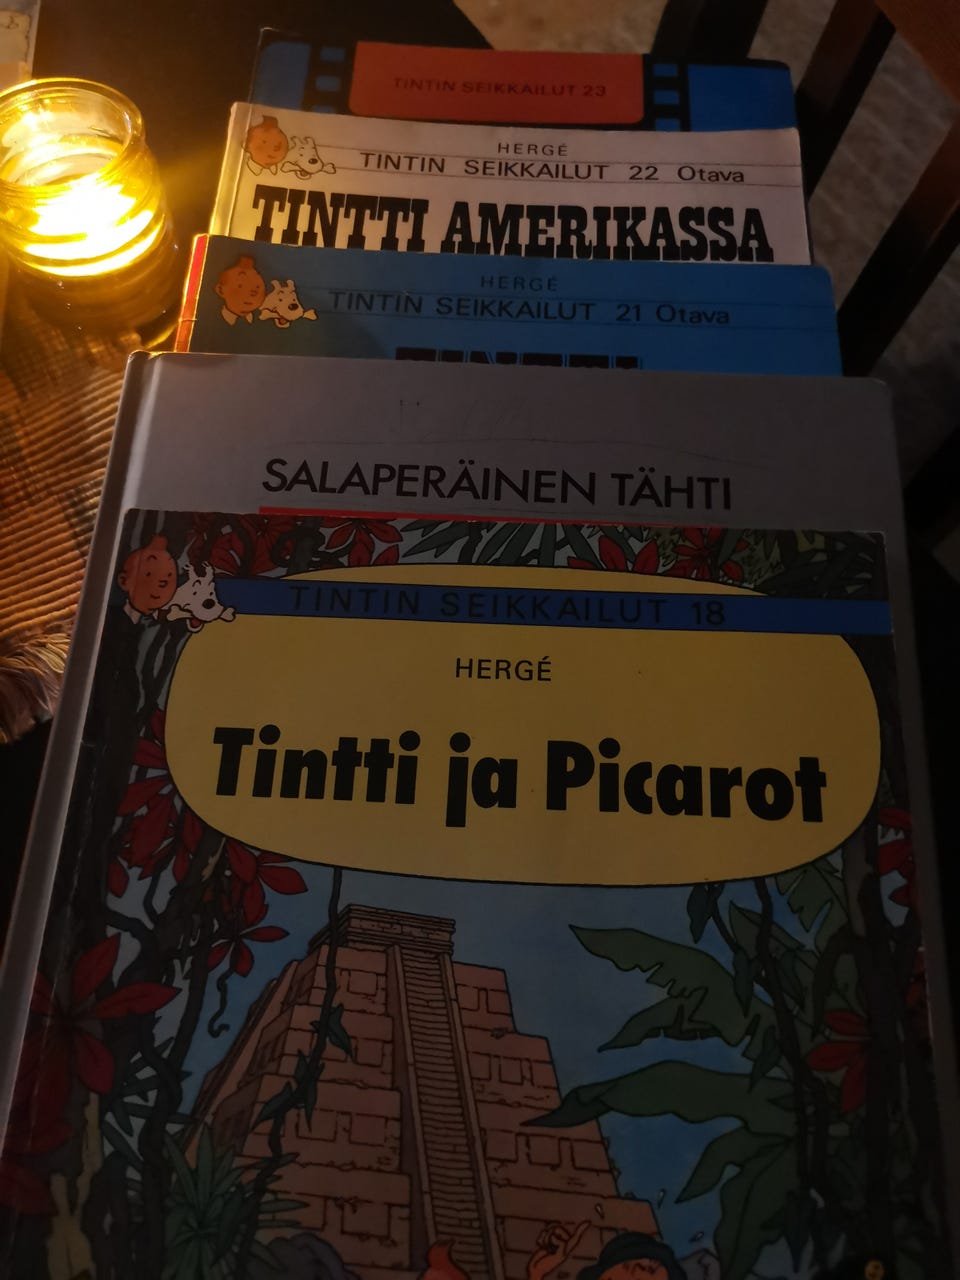 TINTIN SEIKKAILUT 23
HERGÉ
TINTIN SEIKKAILUT 22 Otava
TINTTI AMERIKASSA
HERGÉ
TINTIN SEIKKAILUT 21 Otava
TINTTI
SALAPERÄINEN TÄHTI
TINTIN SEIKKAILUT 18
HERGÉ
Tintti ja Picarot